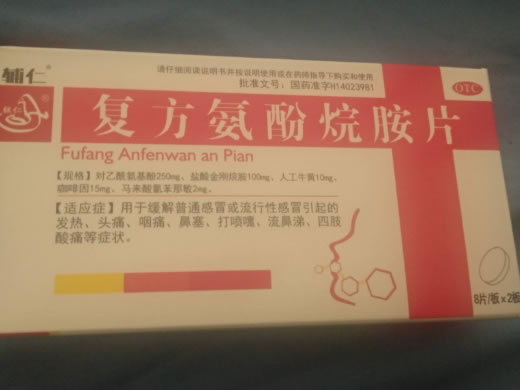 辅仁®
请仔细阅读说明书并按说明使用或在药师指导下购买和使用
批准文号：国药准字H14023981
OTC
辅仁
复方氨酚烷胺片
Fufang Anfenwan an Pian
【规格】对乙酰氨基酚250mg、盐酸金刚烷胺100mg、人工牛黄10mg、
咖啡因15mg、马来酸氯苯那敏2mg。
【适应症】用于缓解普通感冒或流行性感冒引起的
发热、头痛、咽痛、鼻塞、打喷嚏、流鼻涕、四肢
酸痛等症状。
8片/板×2板